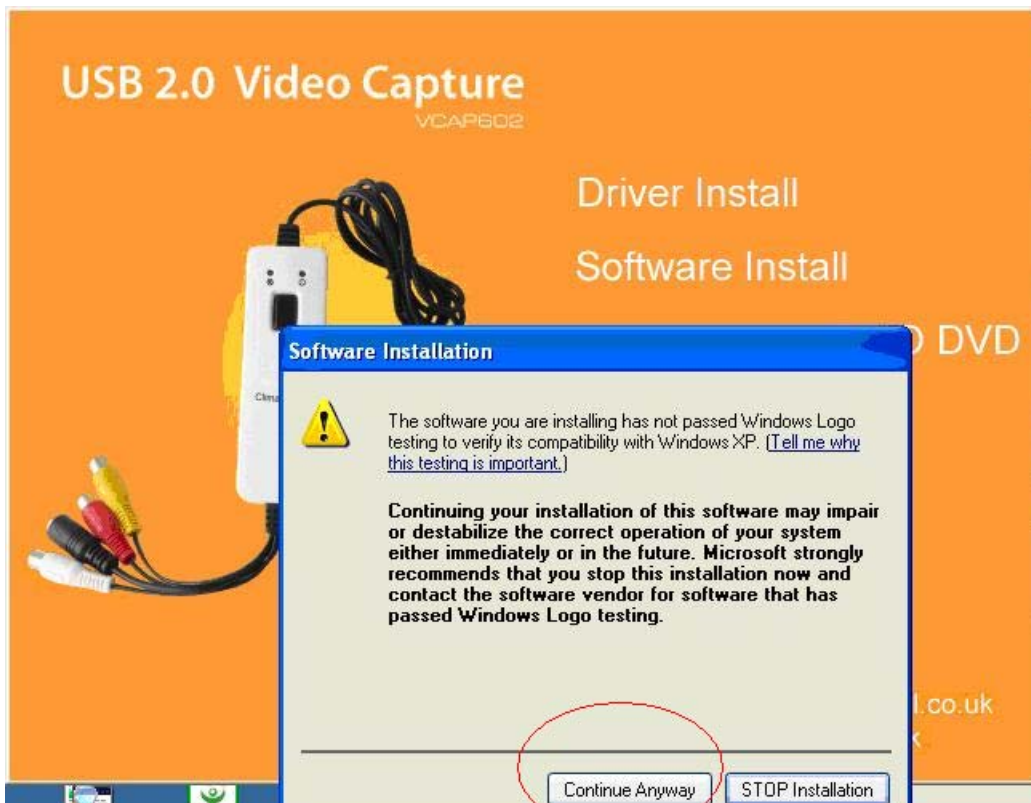 USB 2.0 Video Capture
VCAP602
Driver Install
Software Install
DVD
Software Installation
The software you are installing has not passed Windows Logo
testing to verify its compatibility with Windows XP. (Tell me why
this testing is important.)
Continuing your installation of this software may impair
or destabilize the correct operation of your system
either immediately or in the future. Microsoft strongly
recommends that you stop this installation now and
contact the software vendor for software that has
passed Windows Logo testing.
l.co.uk
k
Continue Anyway
STOP Installation